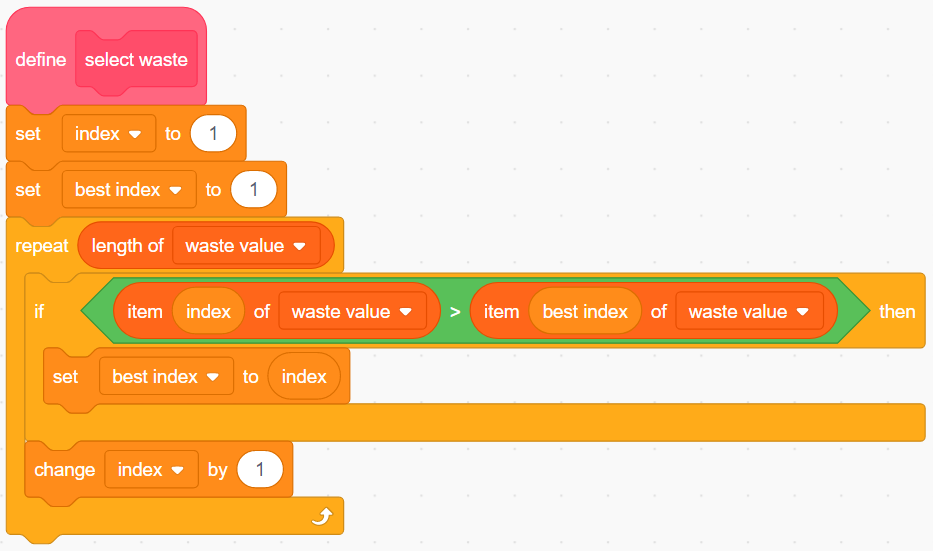 define select waste
set index to 1
set best index to 1
repeat length of waste value
if item index of waste value > item best index of waste value then
set best index to index
change index by 1